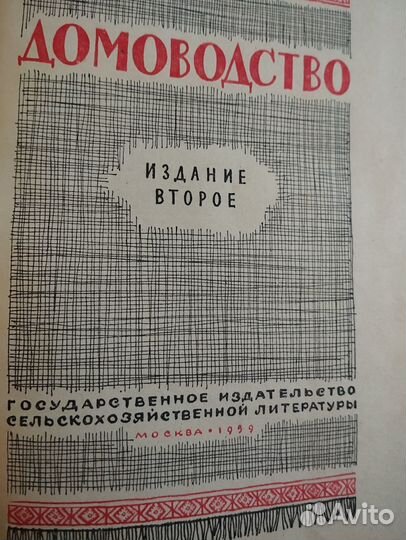 ДОМОВОДСТВО
ИЗДАНИЕ
ВТОРОЕ
ГОСУДАРСТВЕННОЕ ИЗДАТЕЛЬСТВО
СЕЛЬСКОХОЗЯЙСТВЕННОЙ ЛИТЕРАТУРЫ
МОСКВА • 1959
Avito